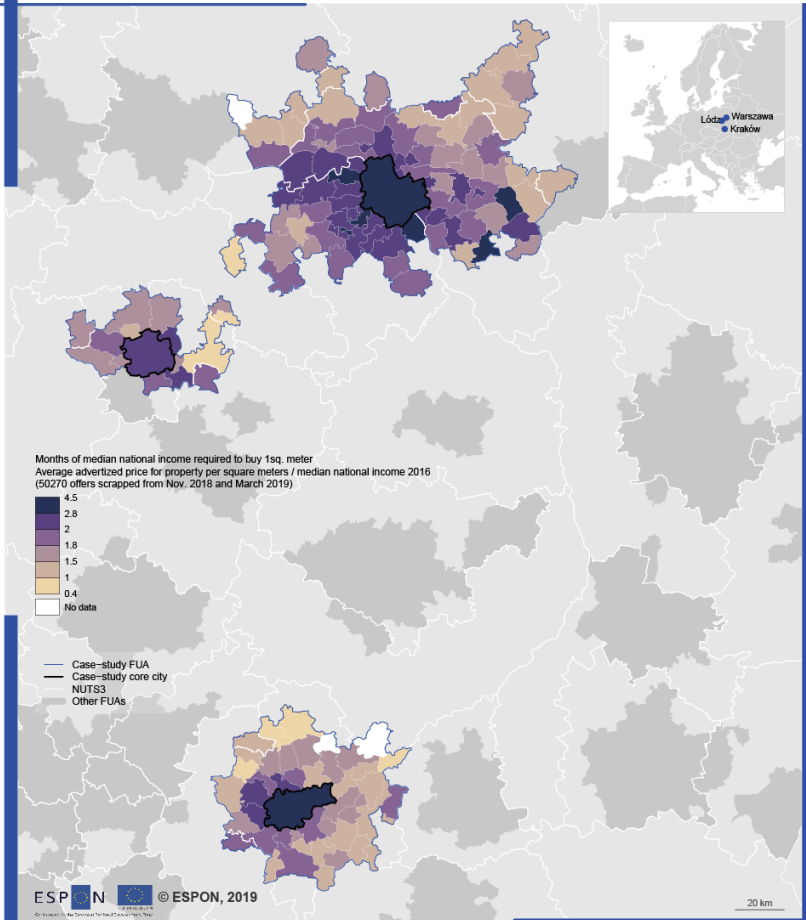 Lódź
Warszawa
Kraków
Months of median national income required to buy 1sq. meter
Average advertized price for property per square meters / median national income 2016
(50270 offers scrapped from Nov. 2018 and March 2019)
4.5
2.8
2
1.8
1.5
1
0.4
No data
Case−study FUA
Case−study core city
NUTS3
Other FUAs
ESPON
© ESPON, 2019
20 km